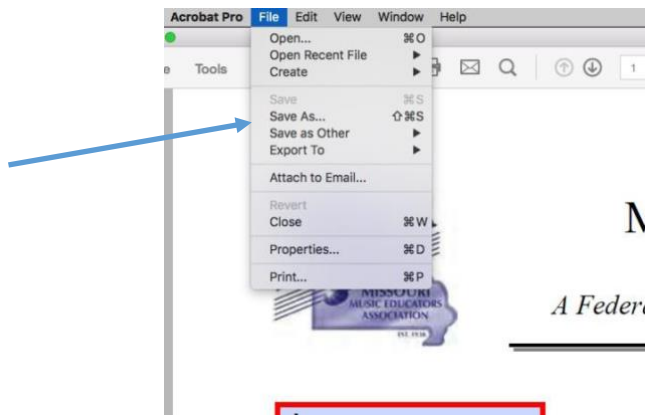 Acrobat Pro File Edit View Window Help
Open... ⌘O
Open Recent File ▶
Create ▶
Tools
1
Save ⌘S
Save As... ⇧⌘S
Save as Other ▶
Export To ▶
Attach to Email...
Revert
Close ⌘W
Properties... ⌘D
Print... ⌘P
M
MISSOURI
MUSIC EDUCATORS
ASSOCIATION
EST. 1936
A Federa